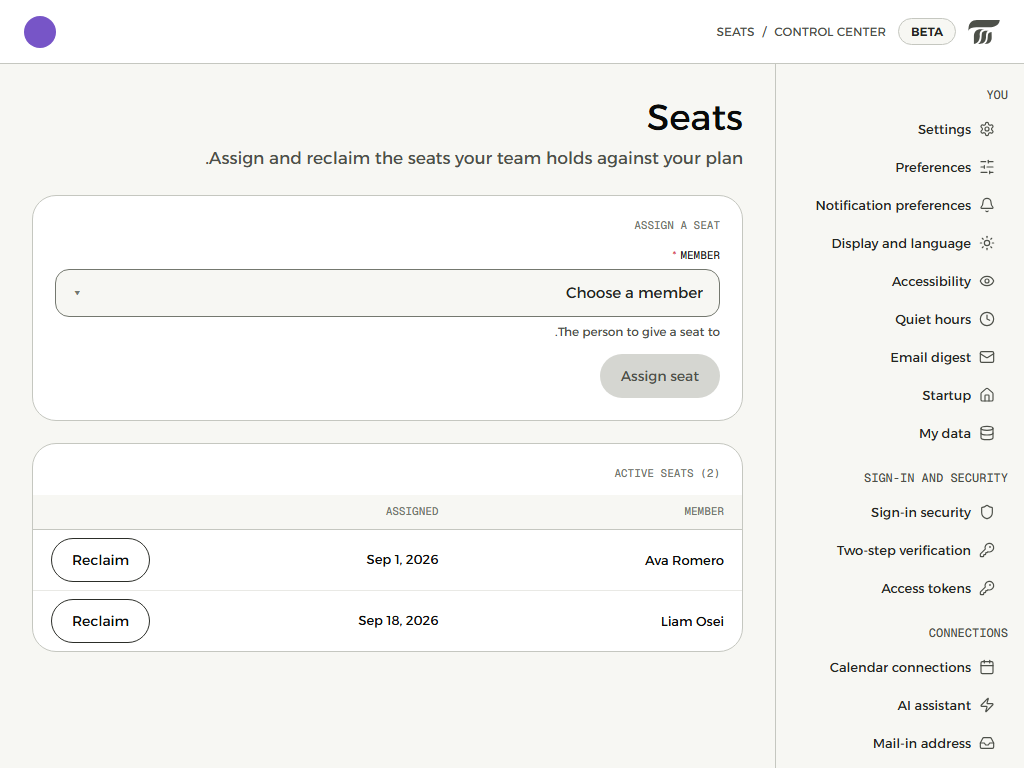 SEATS / CONTROL CENTER BETA
Seats
.Assign and reclaim the seats your team holds against your plan
ASSIGN A SEAT
* MEMBER
Choose a member
.The person to give a seat to
Assign seat
ACTIVE SEATS (2)
MEMBER ASSIGNED
Ava Romero Sep 1, 2026 Reclaim
Liam Osei Sep 18, 2026 Reclaim
YOU
Settings
Preferences
Notification preferences
Display and language
Accessibility
Quiet hours
Email digest
Startup
My data
SIGN-IN AND SECURITY
Sign-in security
Two-step verification
Access tokens
CONNECTIONS
Calendar connections
AI assistant
Mail-in address